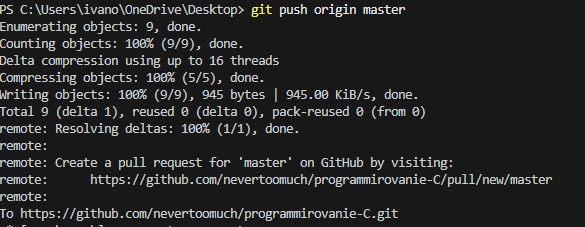 PS C:\Users\ivano\OneDrive\Desktop> git push origin master
Enumerating objects: 9, done.
Counting objects: 100% (9/9), done.
Delta compression using up to 16 threads
Compressing objects: 100% (5/5), done.
Writing objects: 100% (9/9), 945 bytes | 945.00 KiB/s, done.
Total 9 (delta 1), reused 0 (delta 0), pack-reused 0 (from 0)
remote: Resolving deltas: 100% (1/1), done.
remote:
remote: Create a pull request for 'master' on GitHub by visiting:
remote:      https://github.com/nevertoomuch/programmirovanie-C/pull/new/master
remote:
To https://github.com/nevertoomuch/programmirovanie-C.git